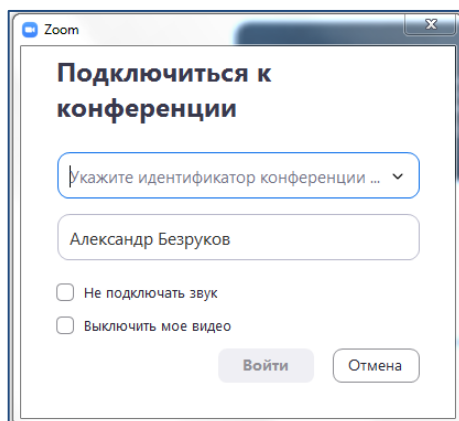 Zoom
Подключиться к
конференции
Укажите идентификатор конференции ...
Александр Безруков
Не подключать звук
Выключить мое видео
Войти Отмена